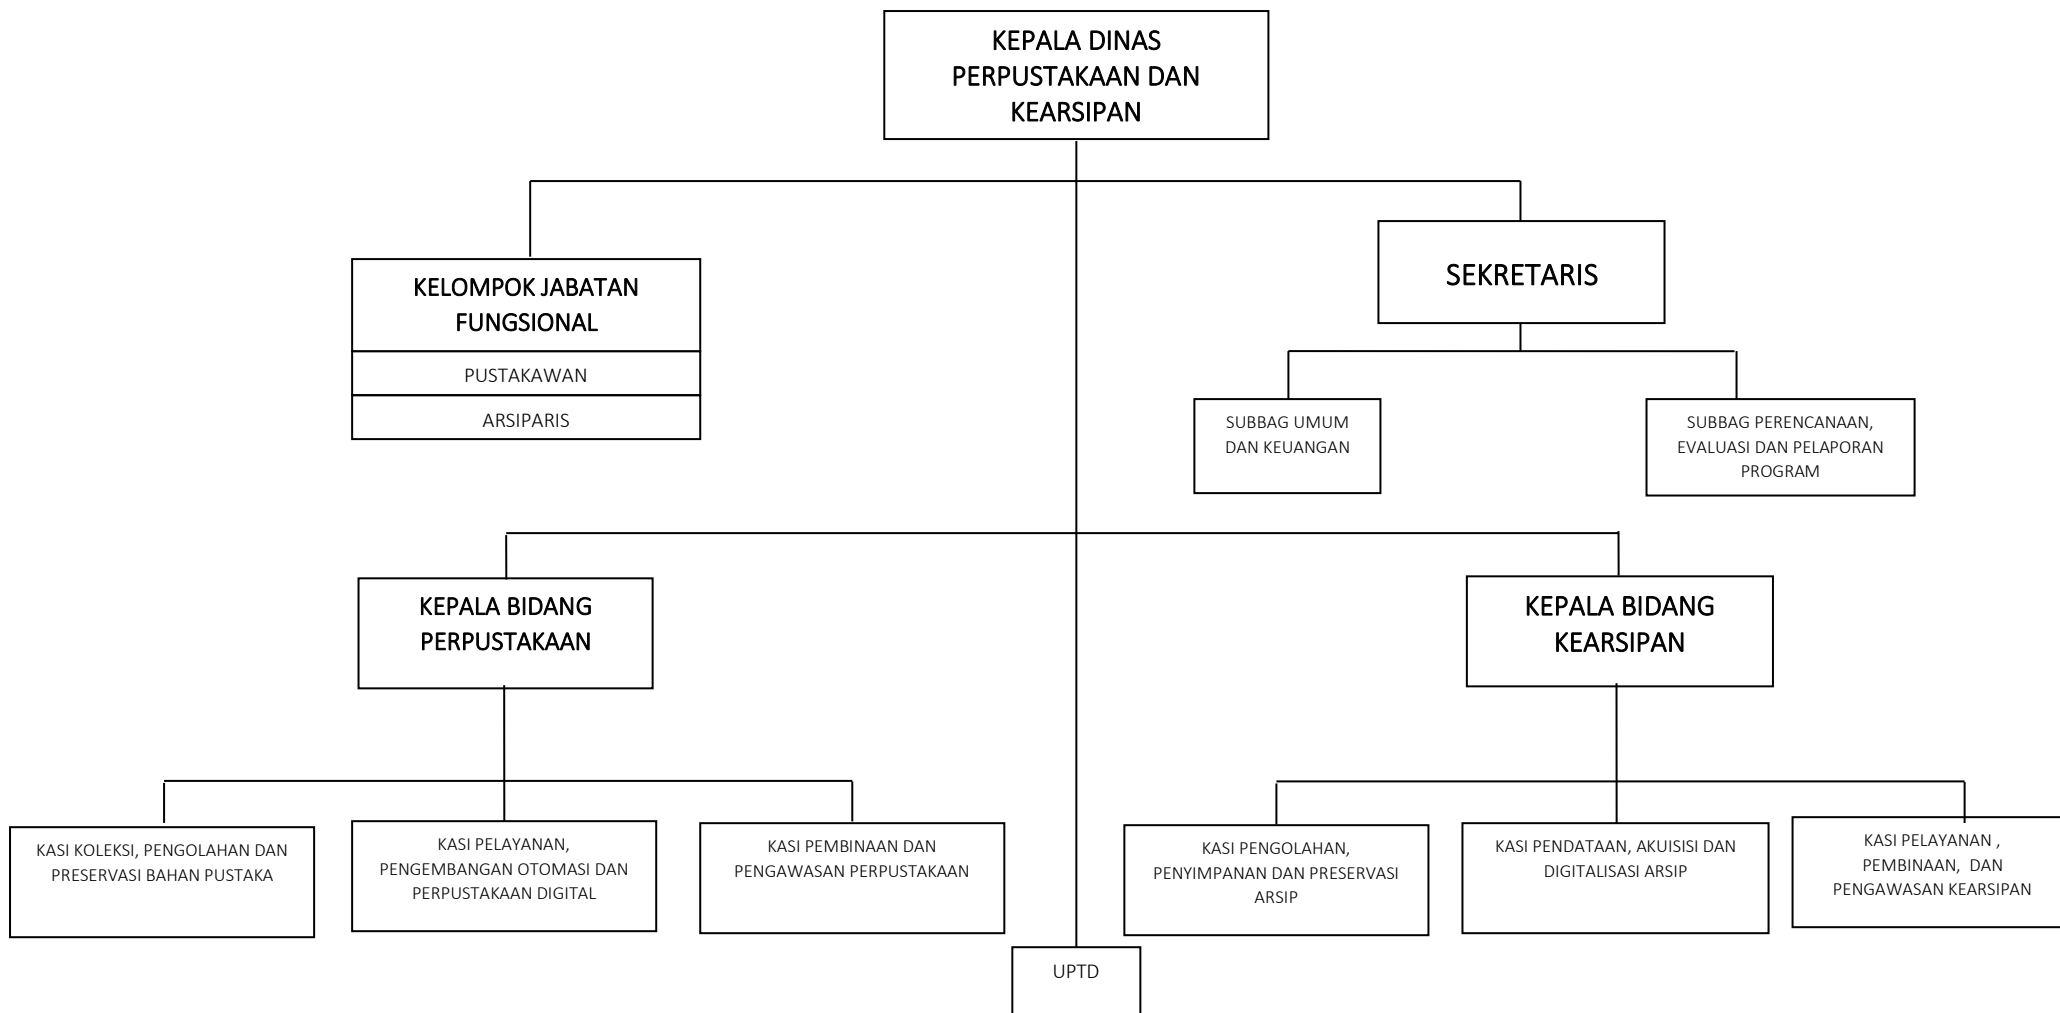 KEPALA DINAS
PERPUSTAKAAN DAN
KEARSIPAN
KELOMPOK JABATAN
FUNGSIONAL
PUSTAKAWAN
ARSIPARIS
SEKRETARIS
SUBBAG UMUM
DAN KEUANGAN
SUBBAG PERENCANAAN,
EVALUASI DAN PELAPORAN
PROGRAM
KEPALA BIDANG
PERPUSTAKAAN
KEPALA BIDANG
KEARSIPAN
KASI KOLEKSI, PENGOLAHAN DAN
PRESERVASI BAHAN PUSTAKA
KASI PELAYANAN,
PENGEMBANGAN OTOMASI DAN
PERPUSTAKAAN DIGITAL
KASI PEMBINAAN DAN
PENGAWASAN PERPUSTAKAAN
KASI PENGOLAHAN,
PENYIMPANAN DAN PRESERVASI
ARSIP
KASI PENDATAAN, AKUISISI DAN
DIGITALISASI ARSIP
KASI PELAYANAN ,
PEMBINAAN,  DAN
PENGAWASAN KEARSIPAN
UPTD